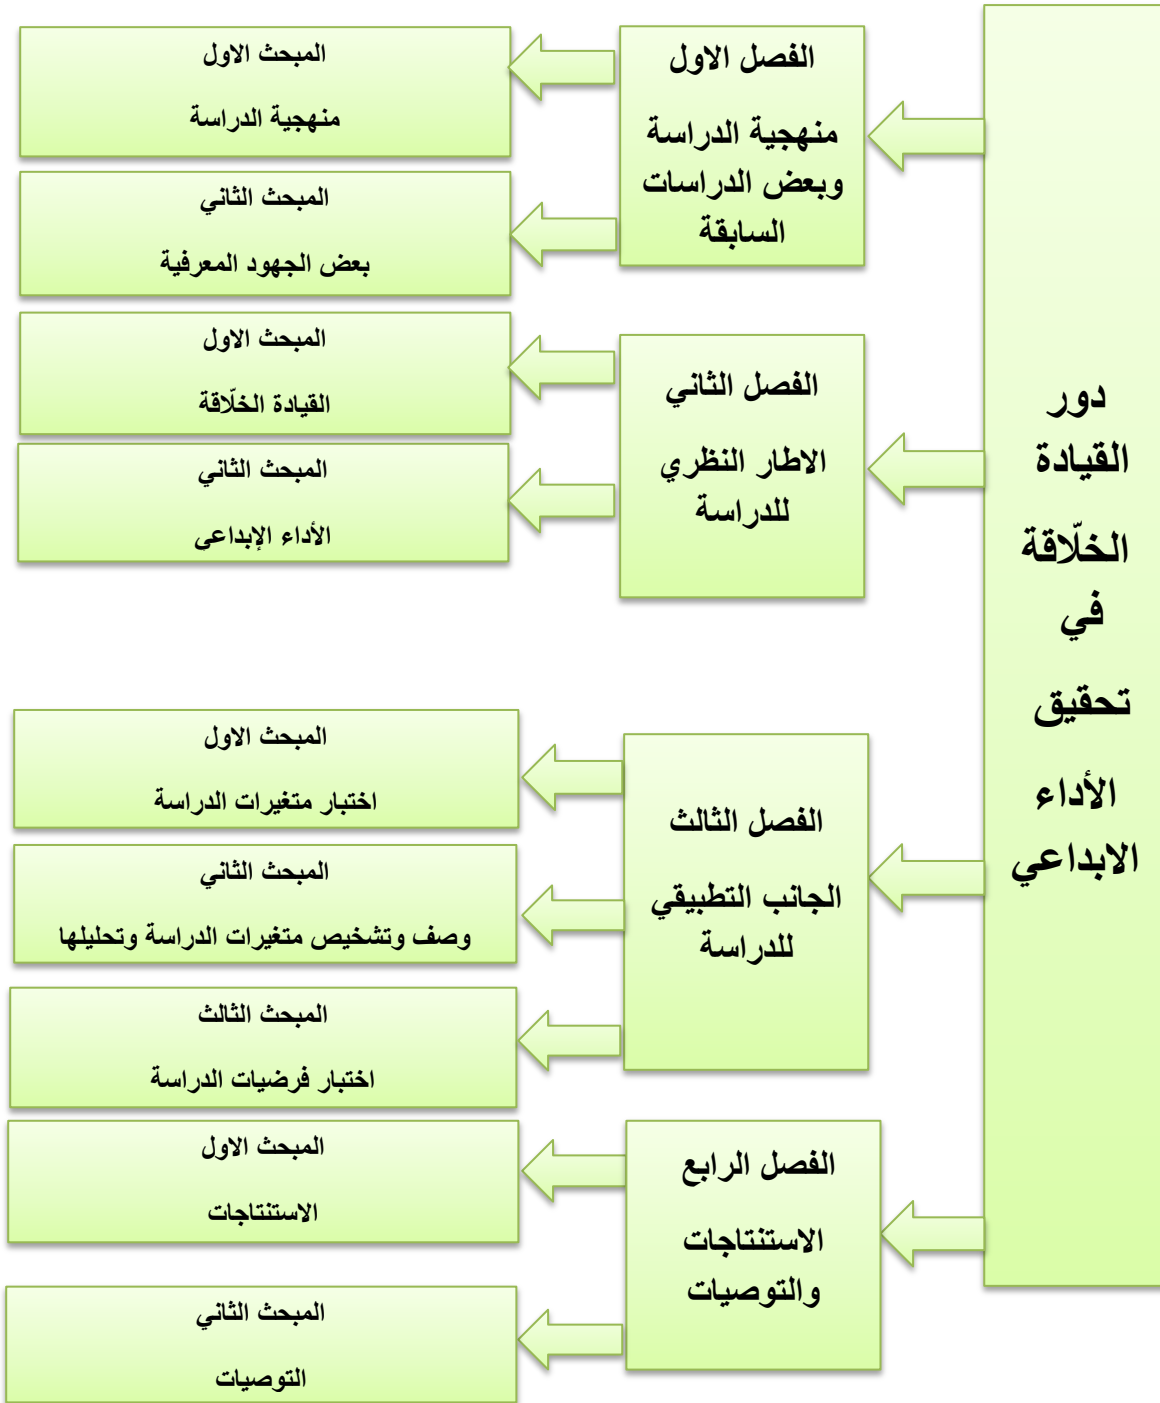 دور
القيادة
الخلّاقة
في
تحقيق
الأداء
الابداعي
الفصل الاول
منهجية الدراسة
وبعض الدراسات
السابقة
المبحث الاول
منهجية الدراسة
المبحث الثاني
بعض الجهود المعرفية
الفصل الثاني
الاطار النظري
للدراسة
المبحث الاول
القيادة الخلّاقة
المبحث الثاني
الأداء الإبداعي
الفصل الثالث
الجانب التطبيقي
للدراسة
المبحث الاول
اختبار متغيرات الدراسة
المبحث الثاني
وصف وتشخيص متغيرات الدراسة وتحليلها
المبحث الثالث
اختبار فرضيات الدراسة
الفصل الرابع
الاستنتاجات
والتوصيات
المبحث الاول
الاستنتاجات
المبحث الثاني
التوصيات